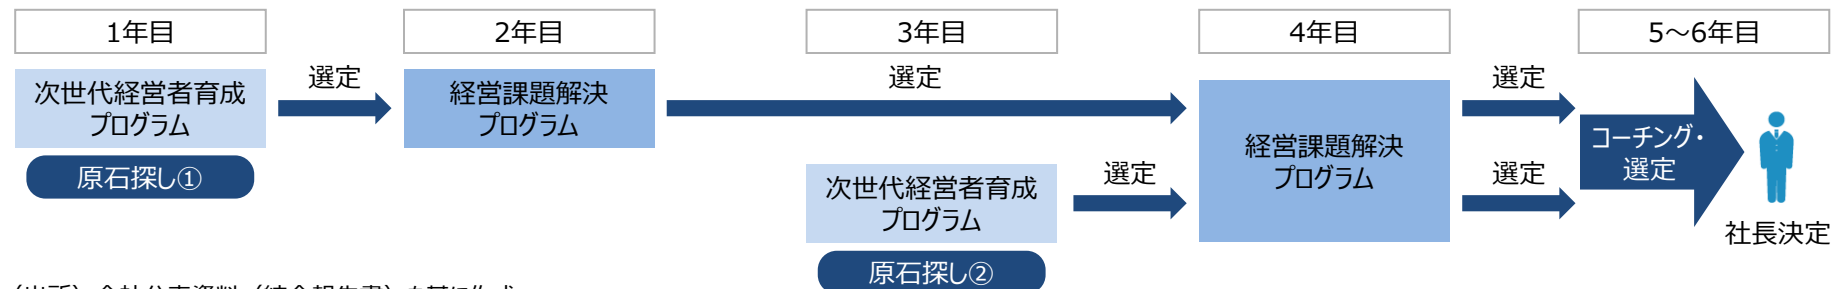 1年目
2年目
3年目
4年目
5～6年目
次世代経営者育成
プログラム
選定
経営課題解決
プログラム
選定
経営課題解決
プログラム
選定
コーチング・
選定
原石探し①
次世代経営者育成
プログラム
選定
選定
社長決定
原石探し②